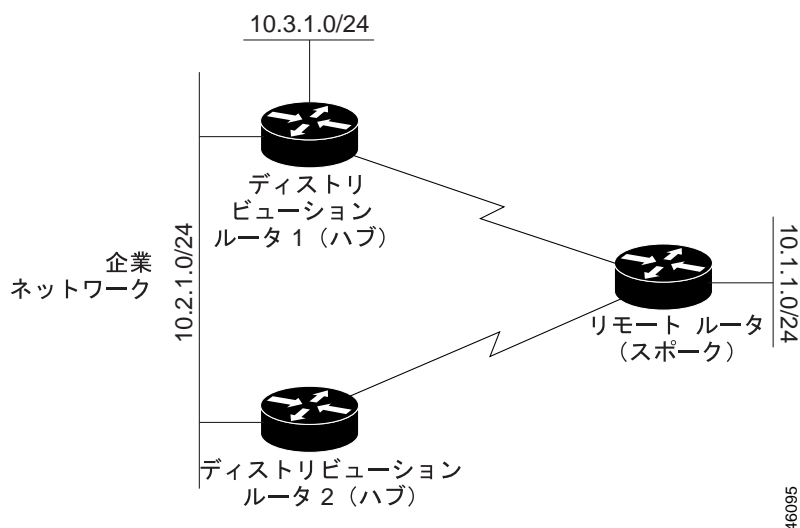 10.3.1.0/24
ディストリ
ビューション
ルータ 1（ハブ）
企業
ネットワーク
10.2.1.0/24
10.1.1.0/24
リモート ルータ
（スポーク）
ディストリビューション
ルータ 2（ハブ）